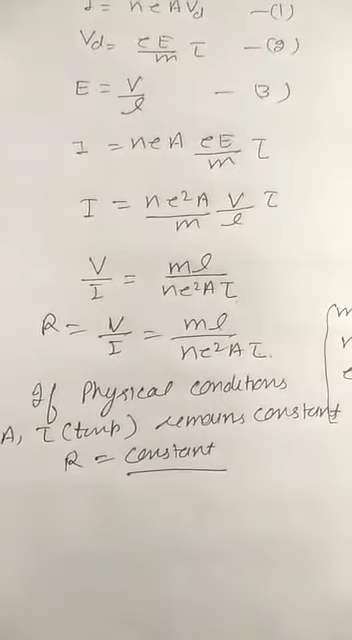 I = neAVd —(1)
Vd = eE/m τ —(2)
E = V/l —(3)
I = neA eE/m τ
I = ne²A/m V/l τ
V/I = ml/ne²Aτ
R = V/I = ml/ne²Aτ.
m
n
e
If Physical conditions
A, τ (temp) remains constant
R = constant